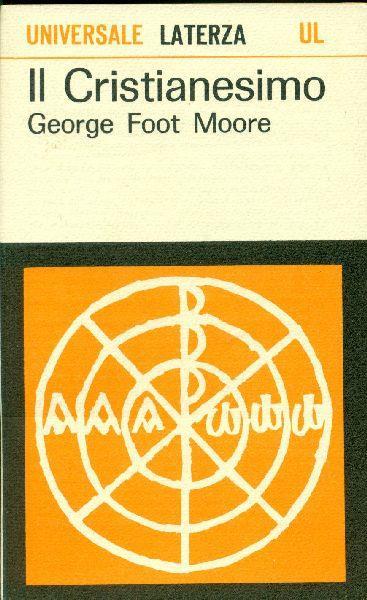 UNIVERSALE LATERZA UL
Il Cristianesimo
George Foot Moore
A A A ω ω ω